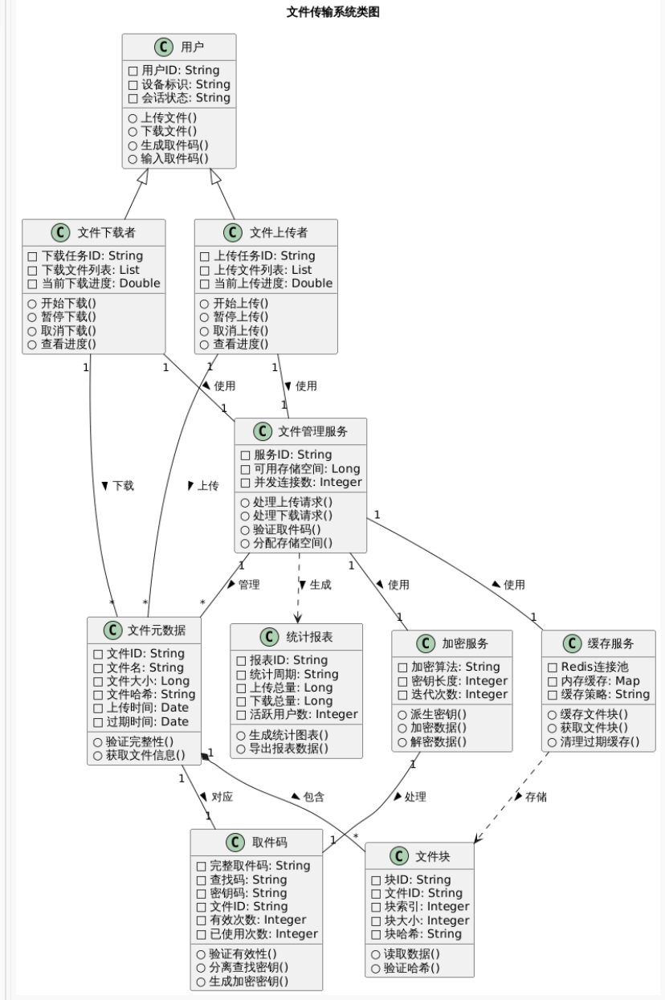 文件传输系统类图
C 用户
用户ID: String
设备标识: String
会话状态: String
上传文件()
下载文件()
生成取件码()
输入取件码()
C 文件下载者
下载任务ID: String
下载文件列表: List
当前下载进度: Double
开始下载()
暂停下载()
取消下载()
查看进度()
C 文件上传者
上传任务ID: String
上传文件列表: List
当前上传进度: Double
开始上传()
暂停上传()
取消上传()
查看进度()
1
1
1
1
使用
使用
1
1
C 文件管理服务
服务ID: String
可用存储空间: Long
并发连接数: Integer
处理上传请求()
处理下载请求()
验证取件码()
分配存储空间()
下载
上传
1
1
1
管理
生成
使用
使用
*
*
*
1
1
C 文件元数据
文件ID: String
文件名: String
文件大小: Long
文件哈希: String
上传时间: Date
过期时间: Date
验证完整性()
获取文件信息()
C 统计报表
报表ID: String
统计周期: String
上传总量: Long
下载总量: Long
活跃用户数: Integer
生成统计图表()
导出报表数据()
C 加密服务
加密算法: String
密钥长度: Integer
迭代次数: Integer
派生密钥()
加密数据()
解密数据()
C 缓存服务
Redis连接池
内存缓存: Map
缓存策略: String
缓存文件块()
获取文件块()
清理过期缓存()
1
1
1
对应
包含
处理
存储
1
1
*
C 取件码
完整取件码: String
查找码: String
密钥码: String
文件ID: String
有效次数: Integer
已使用次数: Integer
验证有效性()
分离查找密钥()
生成加密密钥()
C 文件块
块ID: String
文件ID: String
块索引: Integer
块大小: Integer
块哈希: String
读取数据()
验证哈希()